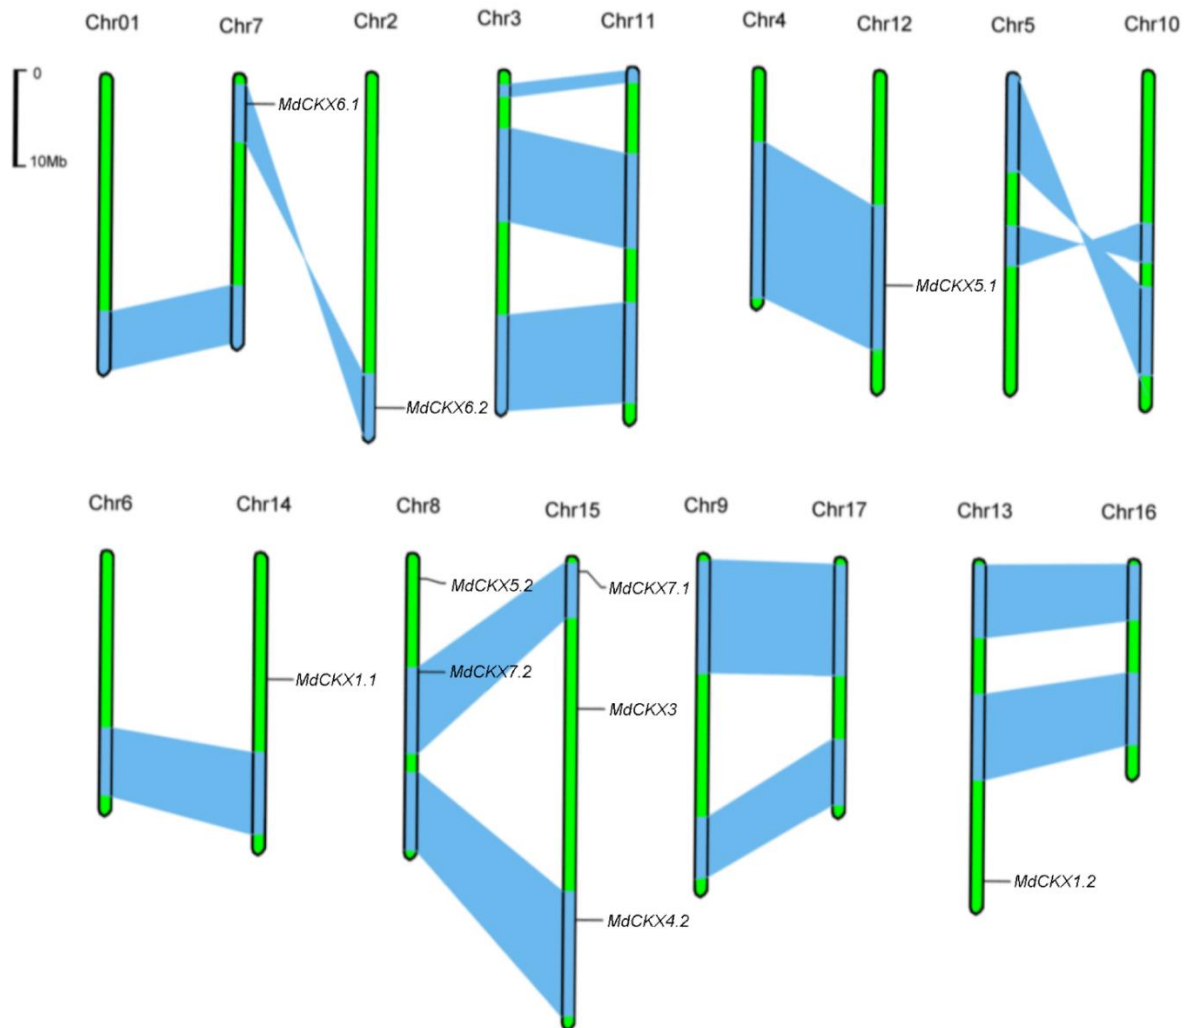 Chr01 Chr7 Chr2 Chr3 Chr11 Chr4 Chr12 Chr5 Chr10
0
MdCKX6.1
10Mb
MdCKX5.1
MdCKX6.2
Chr6 Chr14 Chr8 Chr15 Chr9 Chr17 Chr13 Chr16
MdCKX5.2 MdCKX7.1
MdCKX7.2
MdCKX1.1
MdCKX3
MdCKX1.2
MdCKX4.2